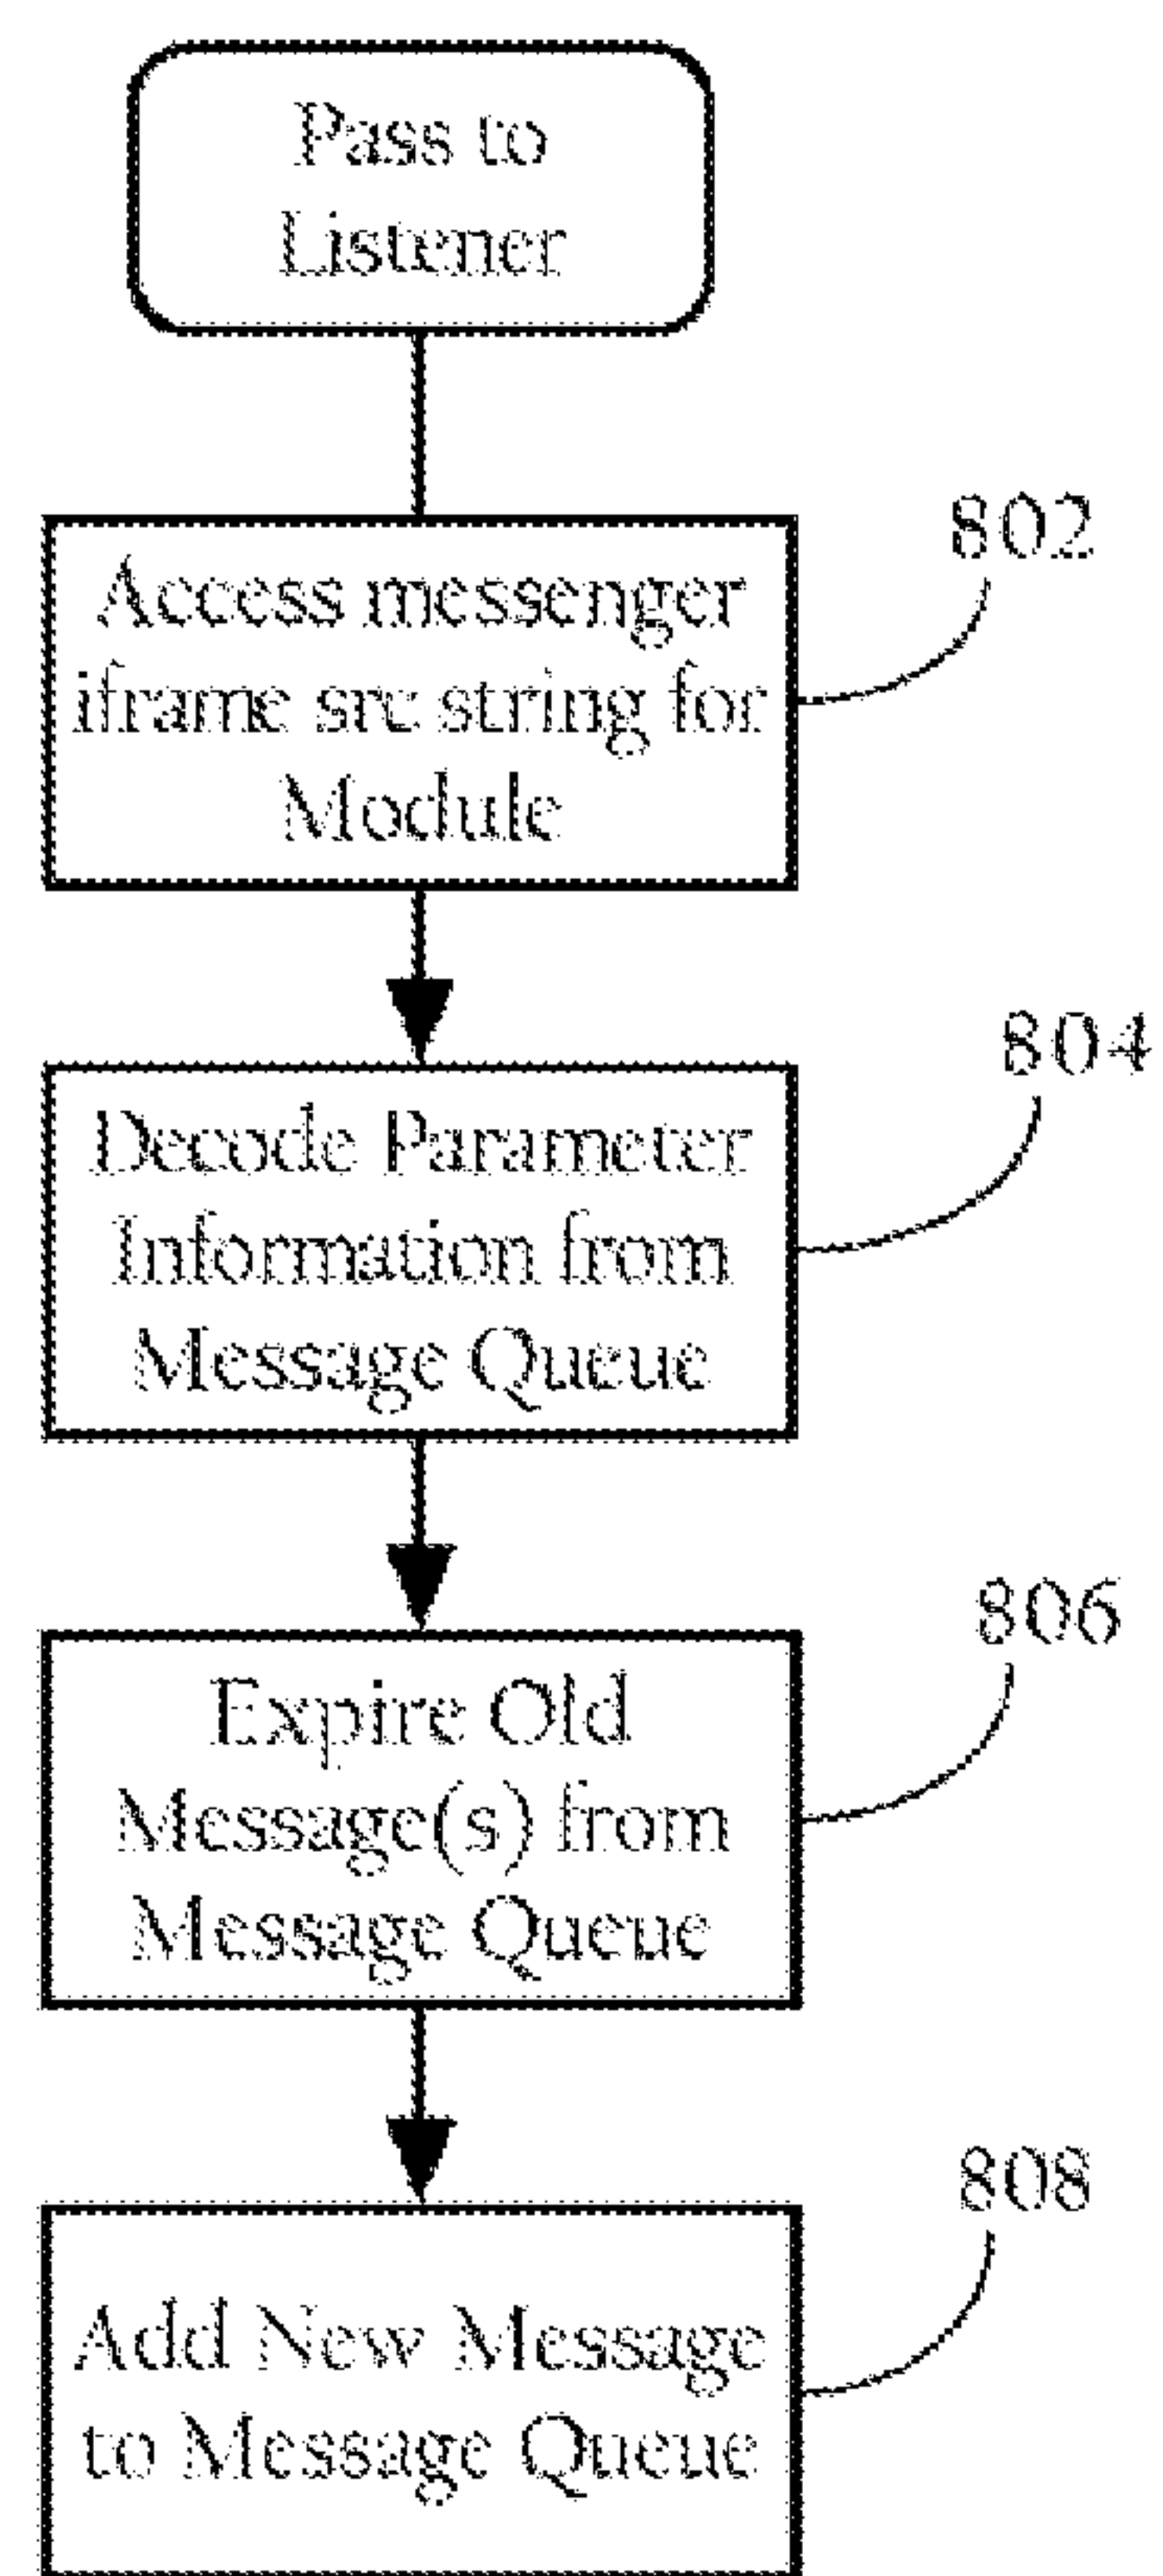 Pass to
Listener
802
Access messenger
iframe src string for
Module
804
Decode Parameter
Information from
Message Queue
806
Expire Old
Message(s) from
Message Queue
808
Add New Message
to Message Queue